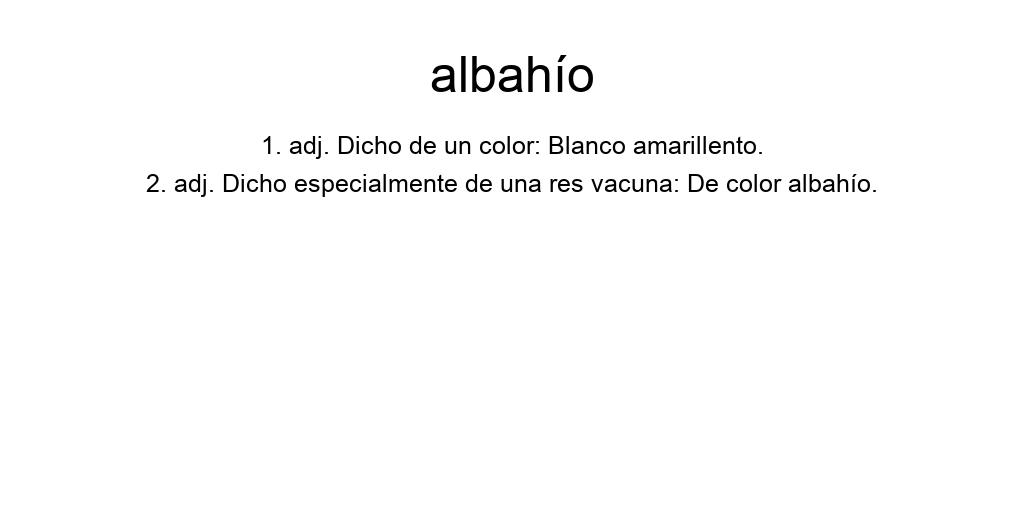 albahío
1. adj. Dicho de un color: Blanco amarillento.
2. adj. Dicho especialmente de una res vacuna: De color albahío.